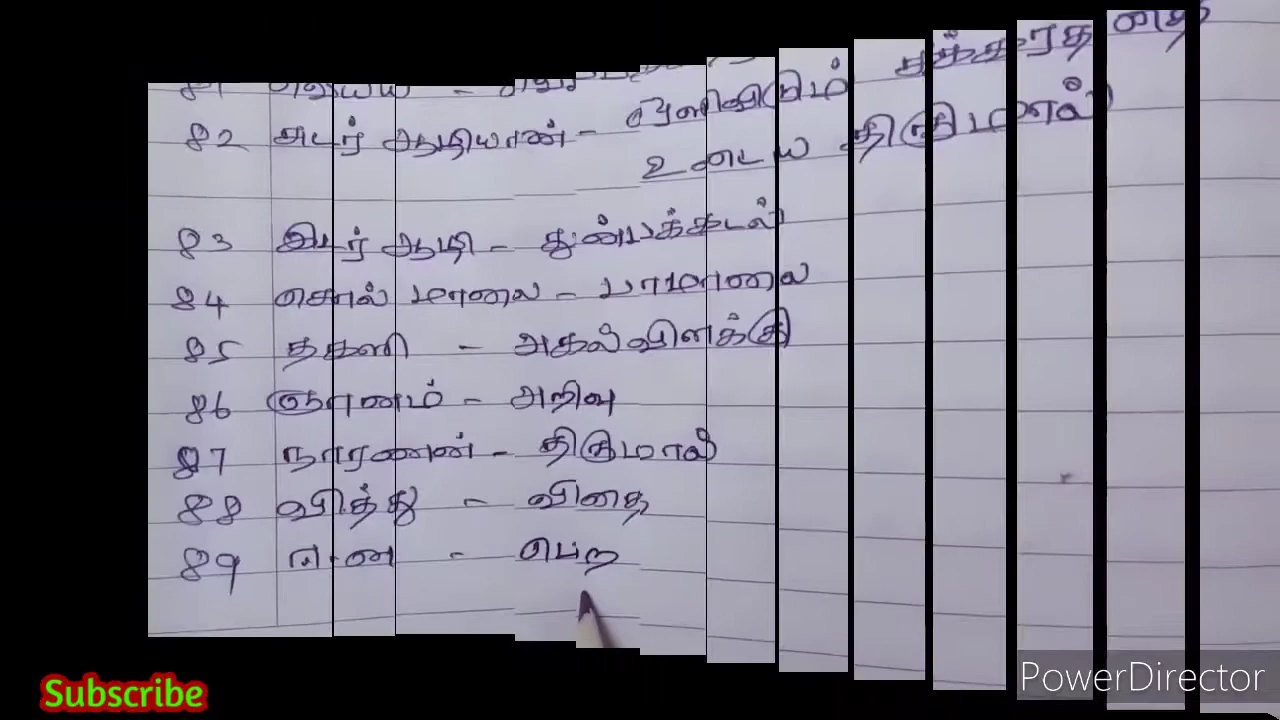 82 சுடர் ஆழியான் - ஒளிவிடும் சக்கரத்தை
உடைய திருமால்
83 இடர் ஆழி - துன்பக்கடல்
84 சொல் மாலை - பாமாலை
85 தகளி - அகல்விளக்கு
86 ஞானம் - அறிவு
87 நாரணன் - திருமால்
88 வித்து - விதை
89 ஈன - பெற
Subscribe
PowerDirector